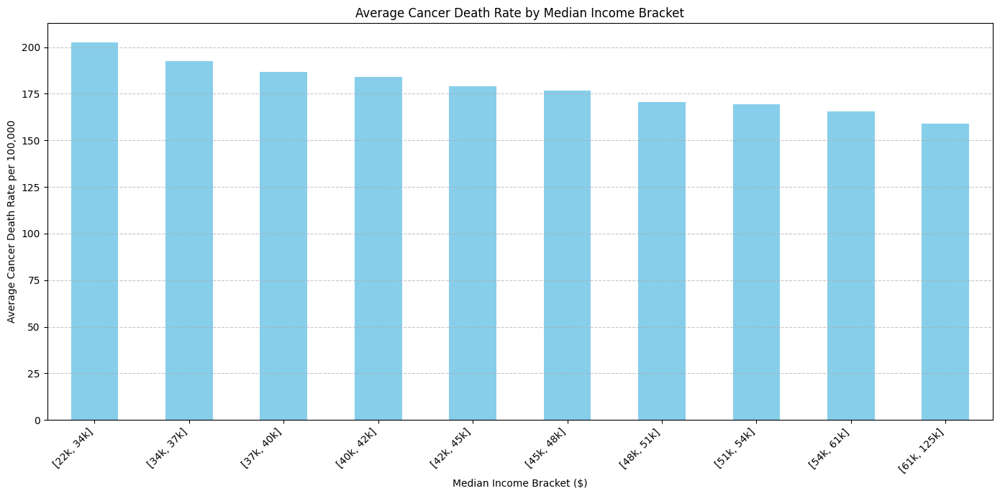 Average Cancer Death Rate by Median Income Bracket
Average Cancer Death Rate per 100,000
200
175
150
125
100
75
50
25
0
[22k, 34k]
[34k, 37k]
[37k, 40k]
[40k, 42k]
[42k, 45k]
[45k, 48k]
[48k, 51k]
[51k, 54k]
[54k, 61k]
[61k, 125k]
Median Income Bracket ($)